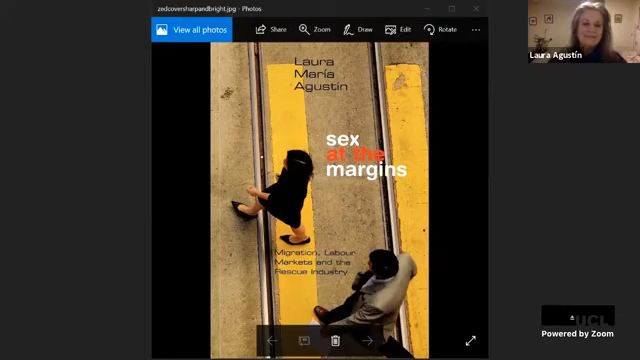 zedcoversharpandbright.jpg - Photos
View all photos
Share
Zoom
Draw
Edit
Rotate
Laura Agustín
Laura
María
Agustín
sex
at the
margins
Migration, Labour
Markets and the
Rescue Industry
UCL
Powered by Zoom